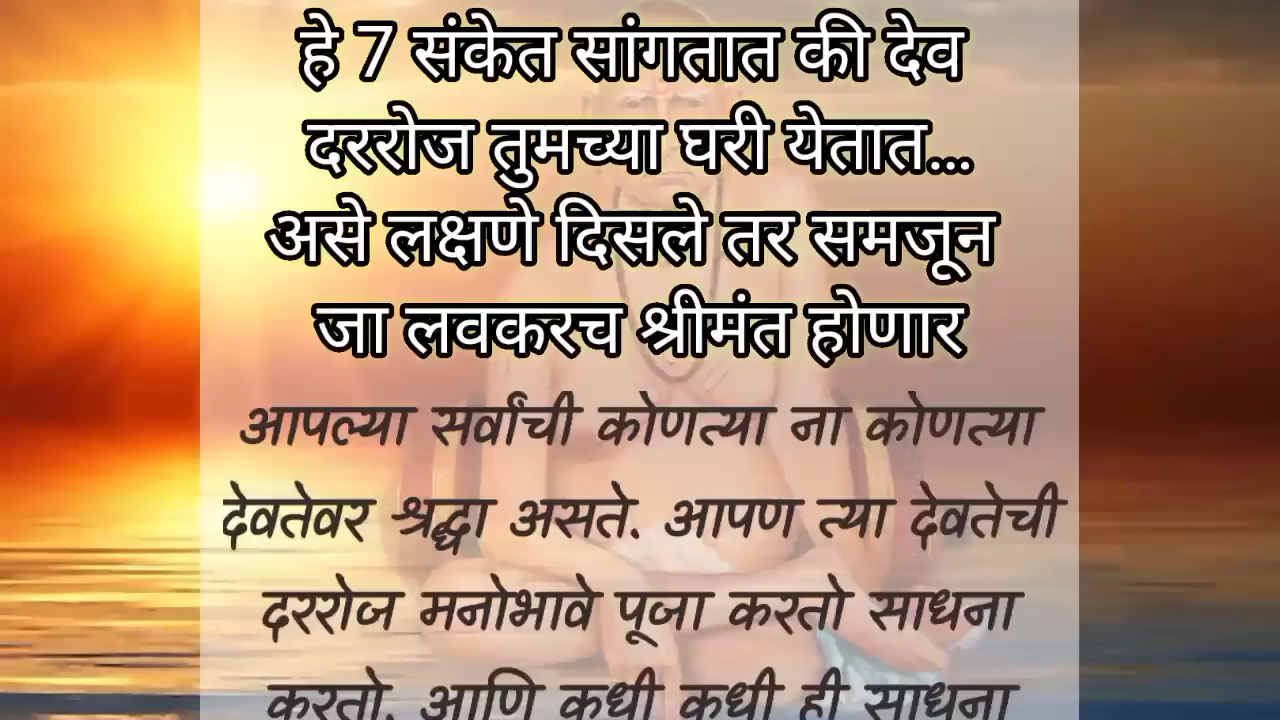 हे 7 संकेत सांगतात की देव
दररोज तुमच्या घरी येतात...
असे लक्षणे दिसले तर समजून
जा लवकरच श्रीमंत होणार
आपल्या सर्वांची कोणत्या ना कोणत्या
देवतेवर श्रद्धा असते. आपण त्या देवतेची
दररोज मनोभावे पूजा करतो साधना
करतो. आणि कधी कधी ही साधना